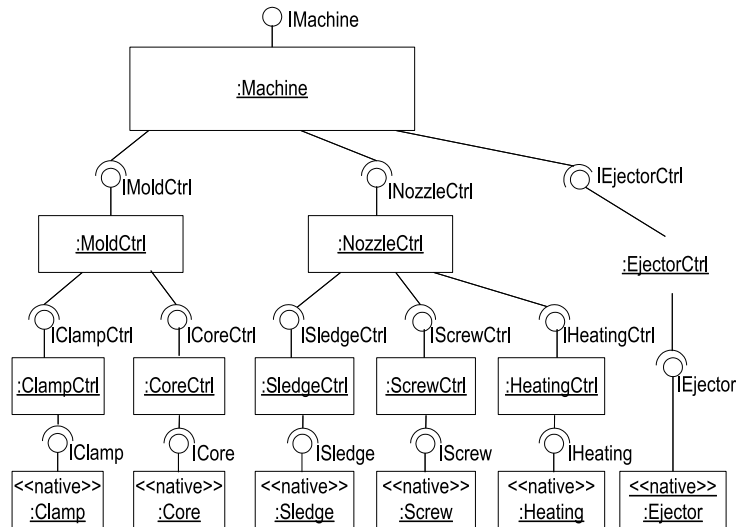 IMachine
:Machine
IMoldCtrl
INozzleCtrl
IEjectorCtrl
:MoldCtrl
:NozzleCtrl
:EjectorCtrl
IClampCtrl
ICoreCtrl
ISledgeCtrl
IScrewCtrl
IHeatingCtrl
:ClampCtrl
:CoreCtrl
:SledgeCtrl
:ScrewCtrl
:HeatingCtrl
IEjector
IClamp
ICore
ISledge
IScrew
IHeating
<<native>>
:Clamp
<<native>>
:Core
<<native>>
:Sledge
<<native>>
:Screw
<<native>>
:Heating
<<native>>
:Ejector